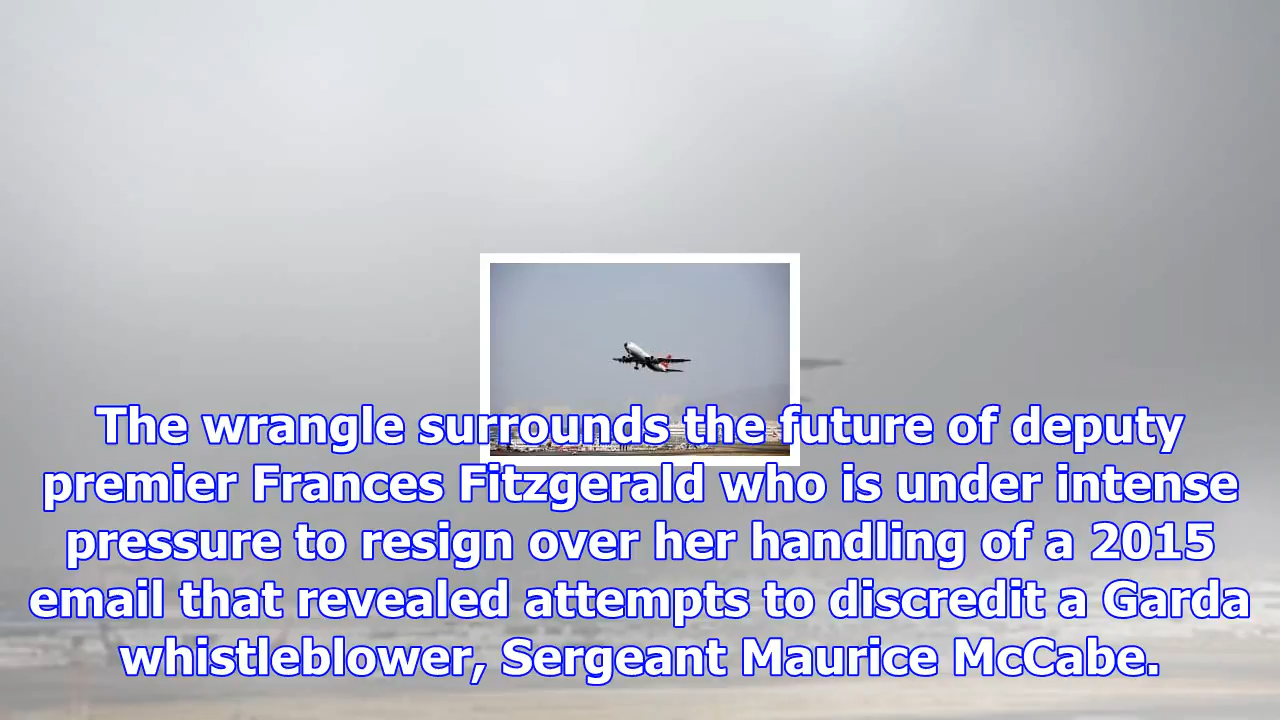 The wrangle surrounds the future of deputy
premier Frances Fitzgerald who is under intense
pressure to resign over her handling of a 2015
email that revealed attempts to discredit a Garda
whistleblower, Sergeant Maurice McCabe.